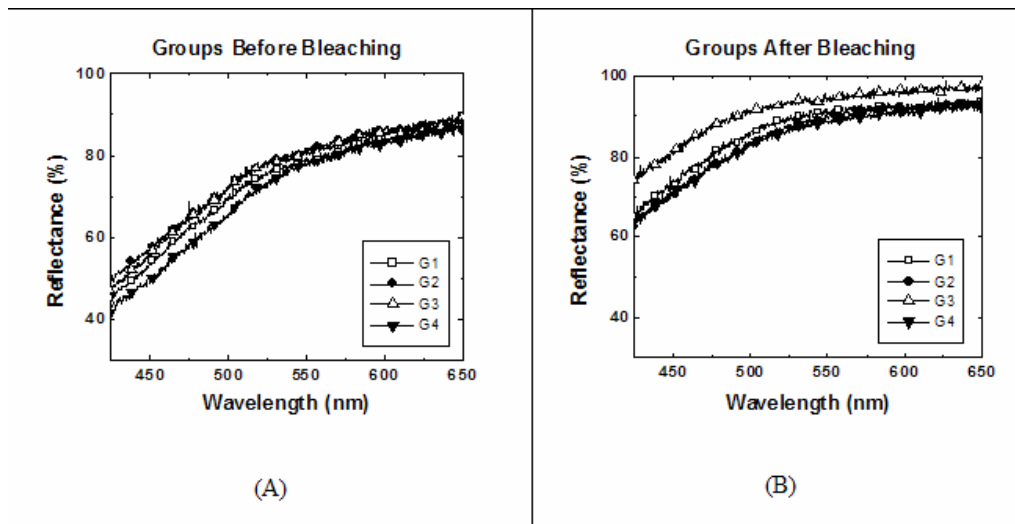 Groups Before Bleaching
100
80
60
40
Reflectance (%)
G1
G2
G3
G4
450 500 550 600 650
Wavelength (nm)
(A)
Groups After Bleaching
100
80
60
40
Reflectance (%)
G1
G2
G3
G4
450 500 550 600 650
Wavelength (nm)
(B)